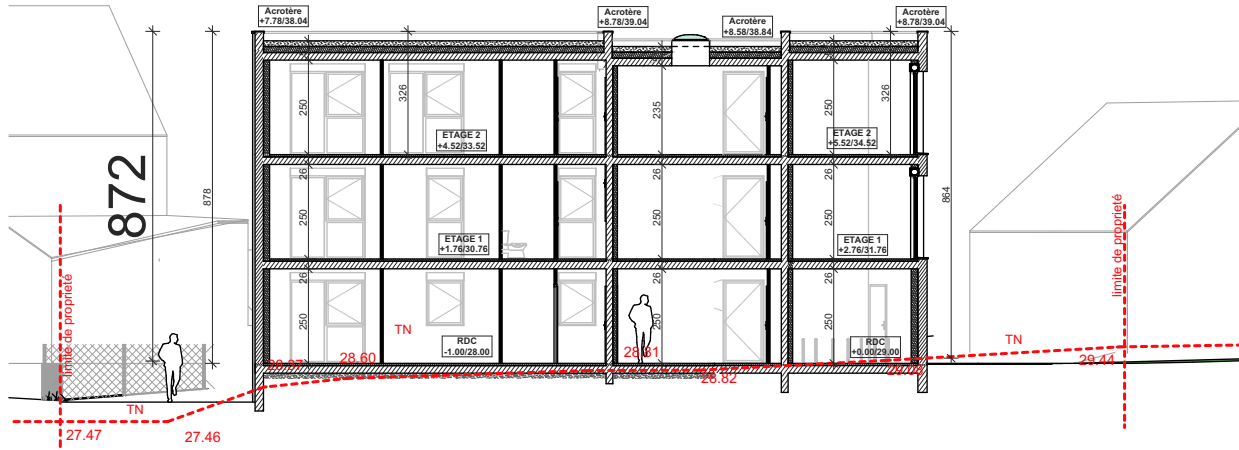 Acrotère
+7.78/38.04
Acrotère
+8.78/39.04
Acrotère
+8.58/38.84
Acrotère
+8.78/39.04
872
878
326
250
235
250
326
864
ETAGE 2
+4.52/33.52
ETAGE 2
+5.52/34.52
26
26
26
250
250
250
ETAGE 1
+1.76/30.76
ETAGE 1
+2.76/31.76
26
26
26
250
250
250
limite de proprieté
limite de proprieté
TN
RDC
-1.00/28.00
RDC
+0.00/29.00
TN
28.60
28.81
28.82
29.44
TN
27.47
27.46